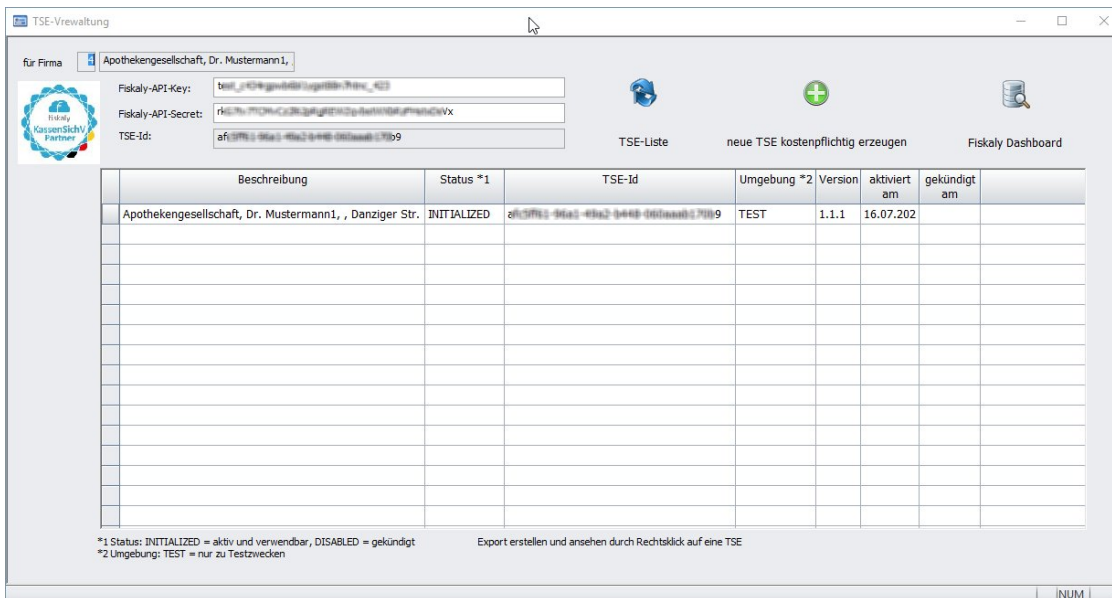 TSE-Vrewaltung
für Firma
Apothekengesellschaft, Dr. Mustermann1, .
fiskaly
KassenSichV
Partner
Fiskaly-API-Key:
Fiskaly-API-Secret:
TSE-Id:
TSE-Liste
neue TSE kostenpflichtig erzeugen
Fiskaly Dashboard
Beschreibung Status *1 TSE-Id Umgebung *2 Version aktiviert am gekündigt am
Apothekengesellschaft, Dr. Mustermann1, , Danziger Str. INITIALIZED TEST 1.1.1 16.07.202
*1 Status: INITIALIZED = aktiv und verwendbar, DISABLED = gekündigt
Export erstellen und ansehen durch Rechtsklick auf eine TSE
*2 Umgebung: TEST = nur zu Testzwecken
NUM